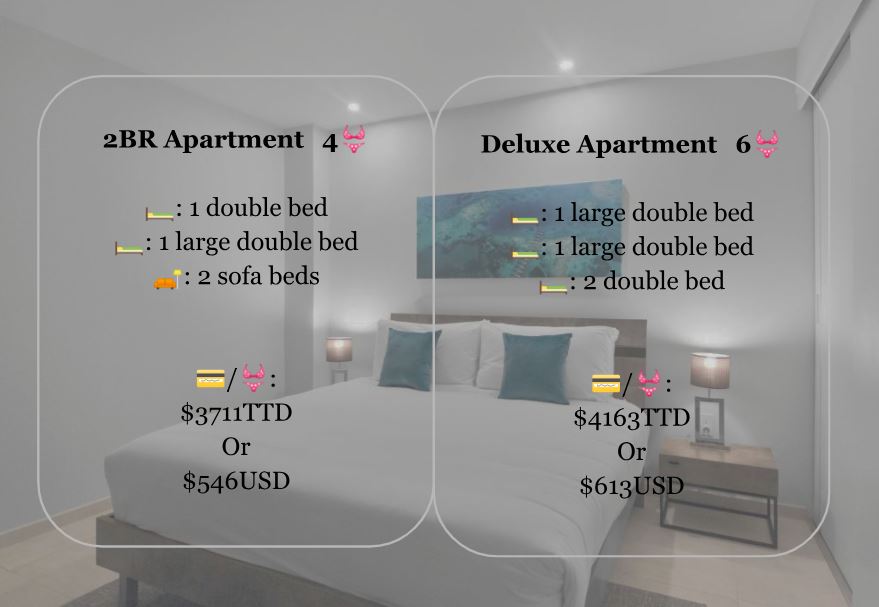 2BR Apartment 4👙
🛏️: 1 double bed
🛏️: 1 large double bed
🛋️: 2 sofa beds
💳/👙:
$3711TTD
Or
$546USD
Deluxe Apartment 6👙
🛏️: 1 large double bed
🛏️: 1 large double bed
🛏️: 2 double bed
💳/👙:
$4163TTD
Or
$613USD